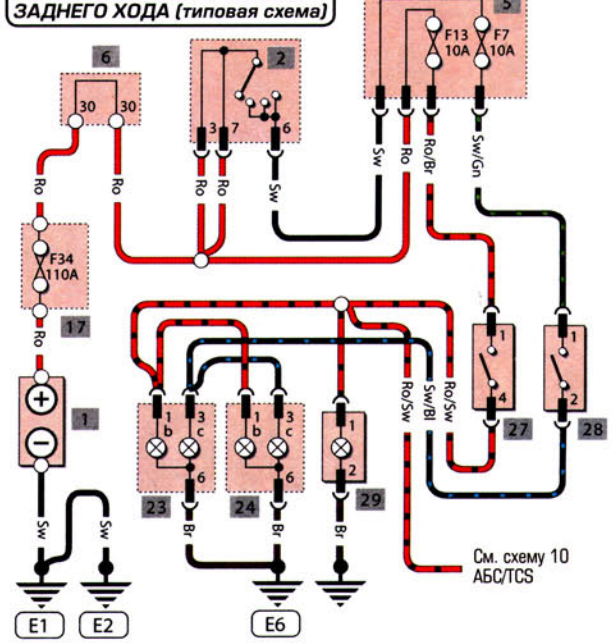 ЗАДНЕГО ХОДА (типовая схема)
5
F13
10A
F7
10A
6
30
30
2
3
7
6
Ro
Ro
Ro
Ro
Sw
Sw
Ro
Ro/Br
Sw/Gn
F34
110A
17
Ro
1
1
4
27
1
2
28
Ro/Sw
Sw/Bl
Ro/Sw
1
b
3
c
6
23
1
b
3
c
6
24
1
2
29
Sw
Sw
Br
Br
Br
См. схему 10
АБС/TCS
E1
E2
E6